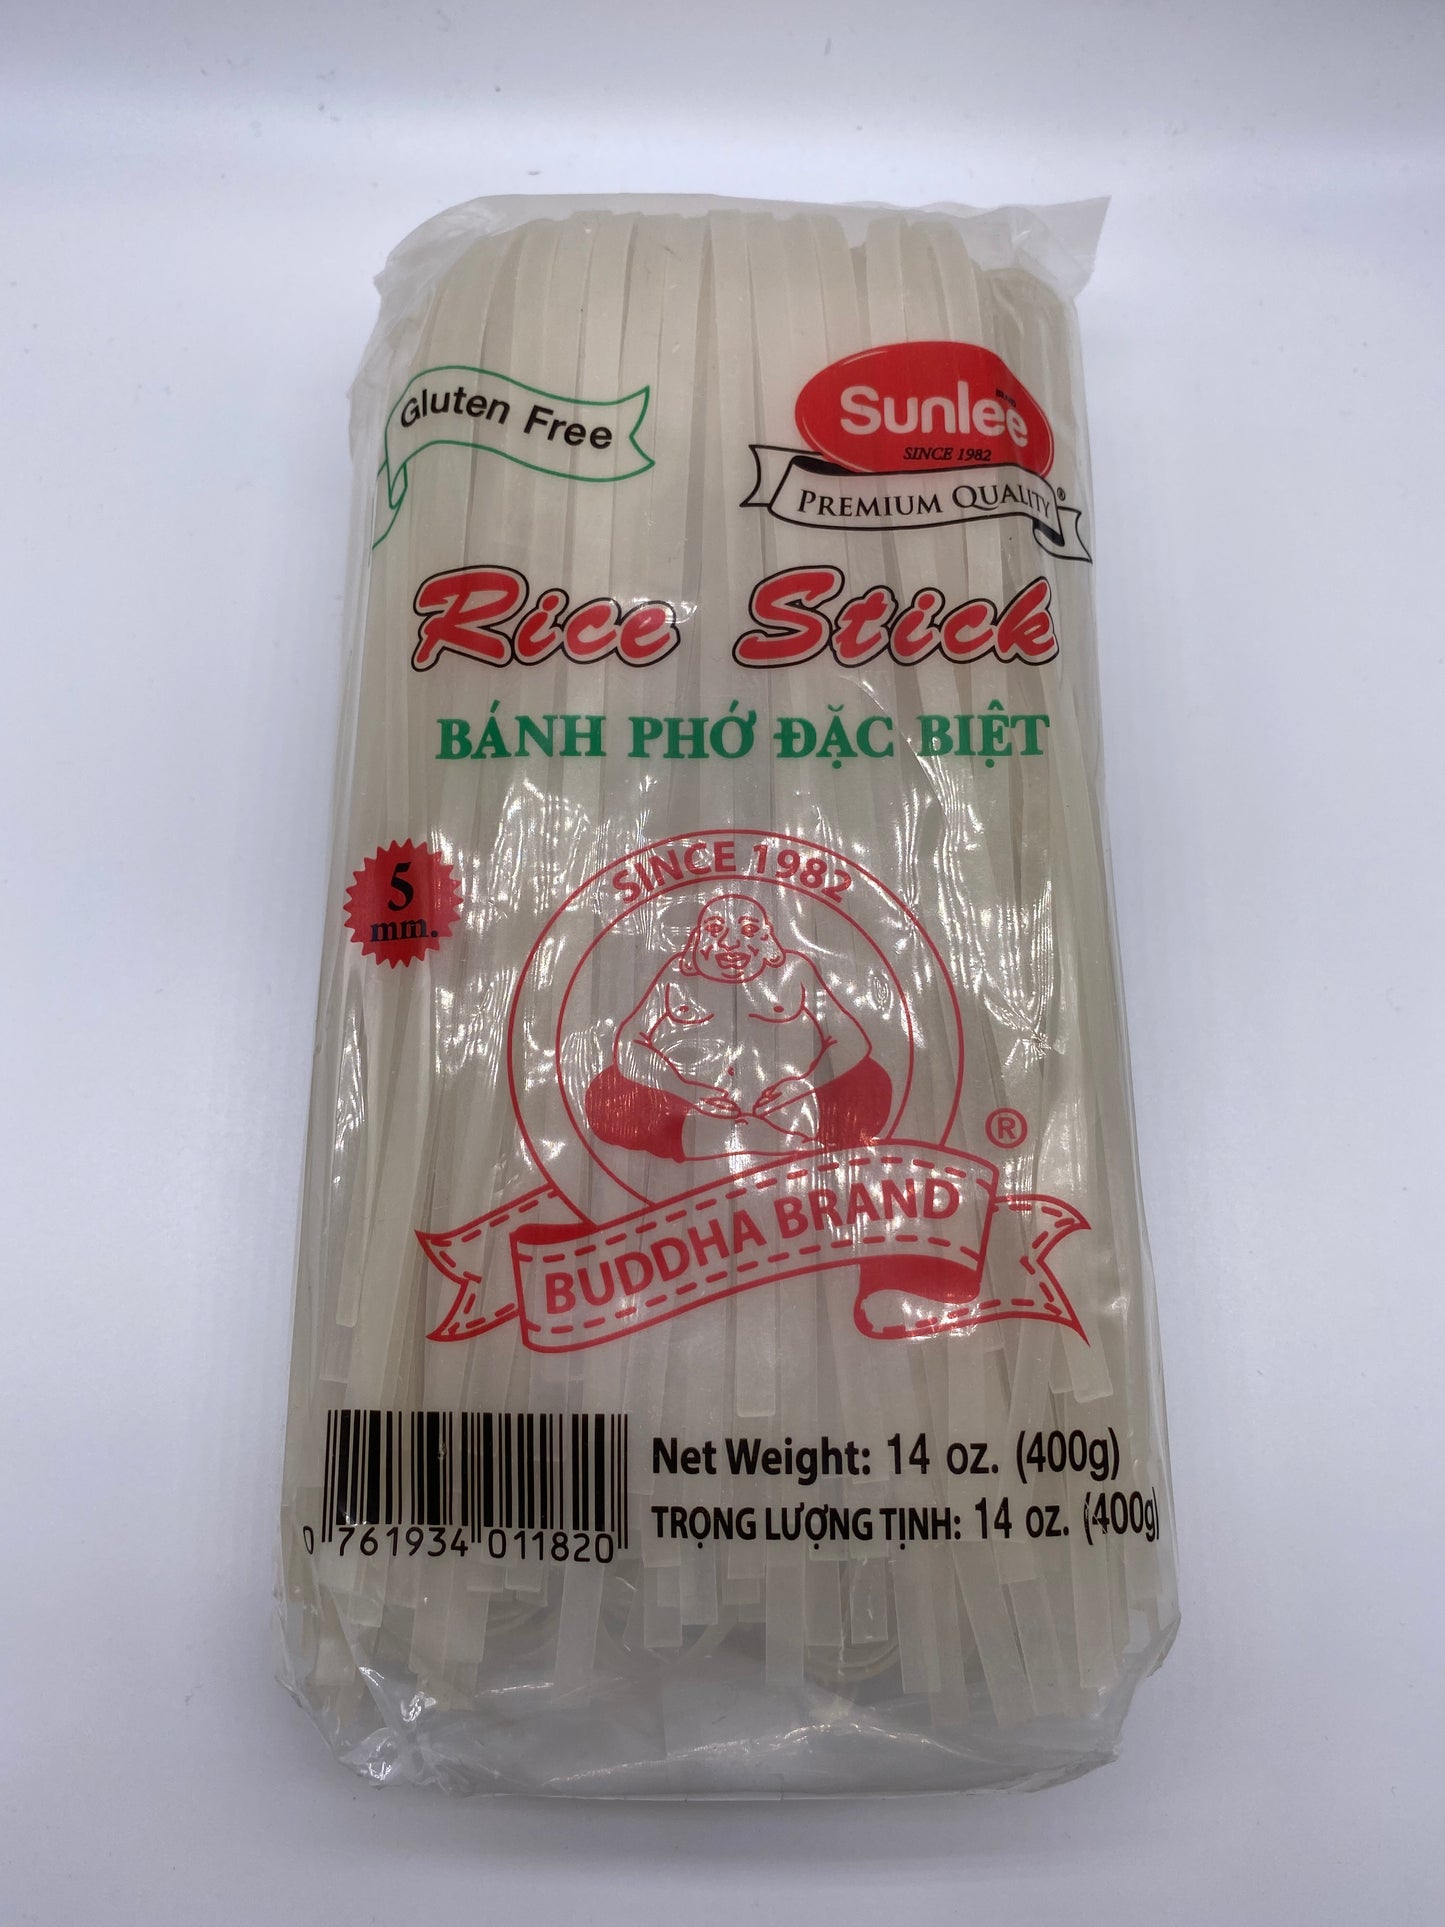 Gluten Free
Sunlee
SINCE 1982
PREMIUM QUALITY®
Rice Stick
BÁNH PHỞ ĐẶC BIỆT
5
mm.
SINCE 1982
®
BUDDHA BRAND
Net Weight: 14 oz. (400g)
TRỌNG LƯỢNG TỊNH: 14 oz. (400g)
0 761934 011820